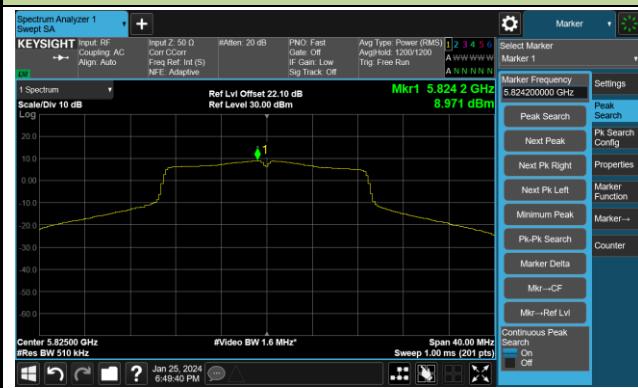 Spectrum Analyzer 1
Swept SA
+
Marker
KEYSIGHT
Input: RF
Coupling: AC
Align: Auto
Input Z: 50 Ω
Corr CCorr
Freq Ref: Int (S)
NFE: Adaptive
#Atten: 20 dB
PNO: Fast
Gate: Off
IF Gain: Low
Sig Track: Off
Avg Type: Power (RMS)
Avg|Hold: 1200/1200
Trig: Free Run
1 2 3 4 5 6
A W W W W W
A N N N N N
Select Marker
Marker 1
1 Spectrum
Scale/Div 10 dB
Log
Ref Lvl Offset 22.10 dB
Ref Level 30.00 dBm
Mkr1 5.824 2 GHz
8.971 dBm
1
20.0
10.0
0.00
-10.0
-20.0
-30.0
-40.0
-50.0
-60.0
Center 5.82500 GHz
#Res BW 510 kHz
#Video BW 1.6 MHz*
Span 40.00 MHz
Sweep 1.00 ms (201 pts)
Marker Frequency
5.824200000 GHz
Peak Search
Next Peak
Next Pk Right
Next Pk Left
Minimum Peak
Pk-Pk Search
Marker Delta
Mkr→CF
Mkr→Ref Lvl
Continuous Peak
Search
On
Off
Settings
Peak
Search
Pk Search
Config
Properties
Marker
Function
Marker→
Counter
?
Jan 25, 2024
6:49:40 PM